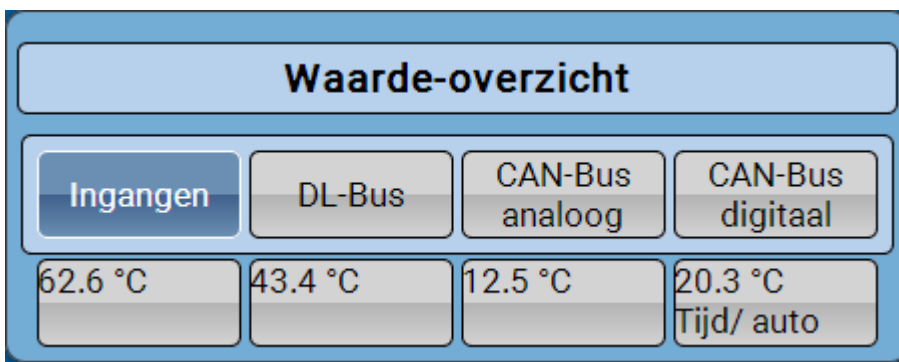 Waarde-overzicht
Ingangen
DL-Bus
CAN-Bus
analoog
CAN-Bus
digitaal
62.6 °C
43.4 °C
12.5 °C
20.3 °C
Tijd/ auto